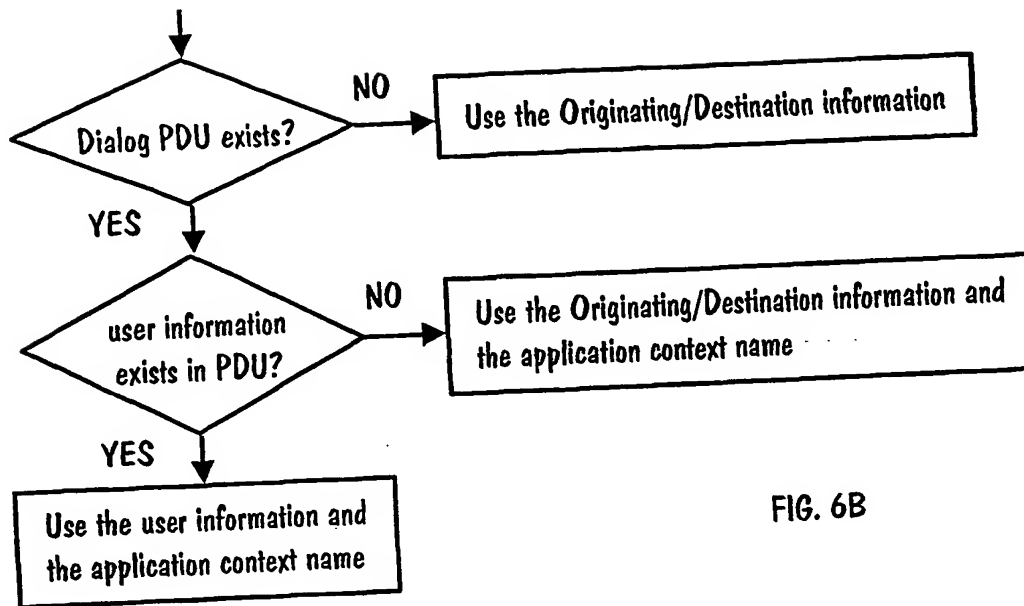 Dialog PDU exists?
NO
Use the Originating/Destination information
YES
user information
exists in PDU?
NO
Use the Originating/Destination information and
the application context name
YES
Use the user information and
the application context name
FIG. 6B